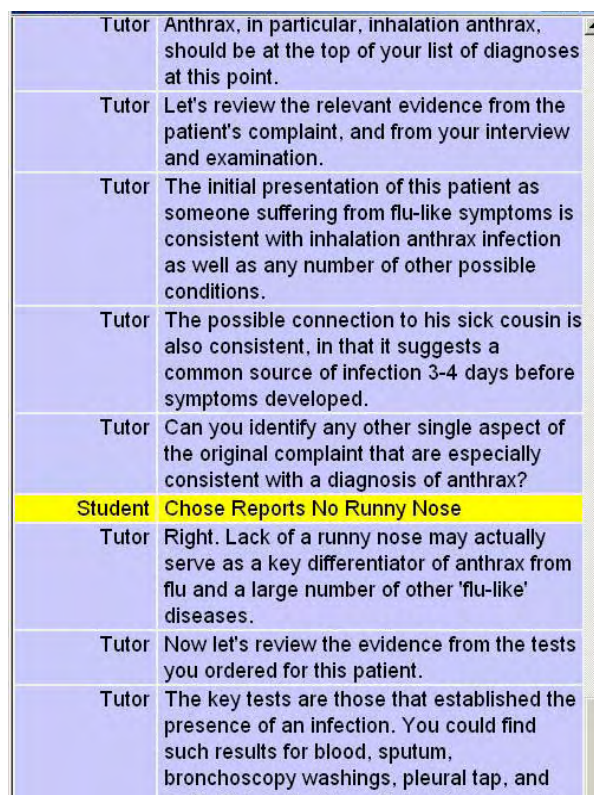 Tutor Anthrax, in particular, inhalation anthrax,
should be at the top of your list of diagnoses
at this point.
Tutor Let's review the relevant evidence from the
patient's complaint, and from your interview
and examination.
Tutor The initial presentation of this patient as
someone suffering from flu-like symptoms is
consistent with inhalation anthrax infection
as well as any number of other possible
conditions.
Tutor The possible connection to his sick cousin is
also consistent, in that it suggests a
common source of infection 3-4 days before
symptoms developed.
Tutor Can you identify any other single aspect of
the original complaint that are especially
consistent with a diagnosis of anthrax?
Student Chose Reports No Runny Nose
Tutor Right. Lack of a runny nose may actually
serve as a key differentiator of anthrax from
flu and a large number of other 'flu-like'
diseases.
Tutor Now let's review the evidence from the tests
you ordered for this patient.
Tutor The key tests are those that established the
presence of an infection. You could find
such results for blood, sputum,
bronchoscopy washings, pleural tap, and